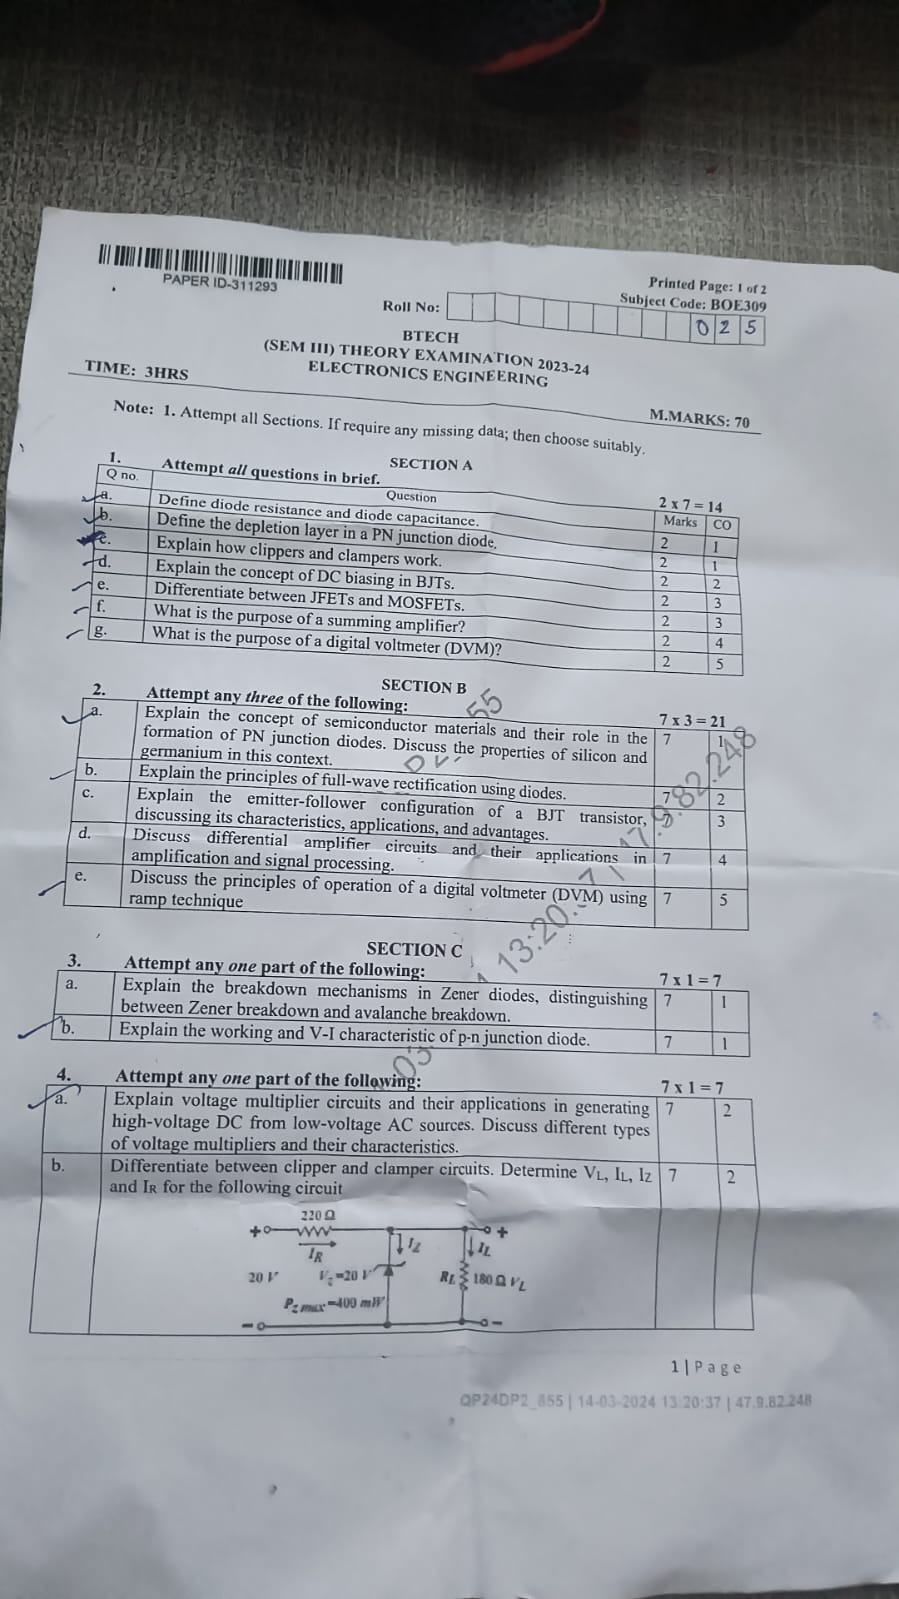 PAPER ID-311293
Printed Page: 1 of 2
Subject Code: BOE309
Roll No: 0 2 5
BTECH
(SEM III) THEORY EXAMINATION 2023-24
ELECTRONICS ENGINEERING
TIME: 3HRS
M.MARKS: 70
Note: 1. Attempt all Sections. If require any missing data; then choose suitably.
SECTION A
1. Attempt all questions in brief. 2 x 7 = 14
Q no. Question Marks CO
a. Define diode resistance and diode capacitance. 2 1
b. Define the depletion layer in a PN junction diode. 2 1
c. Explain how clippers and clampers work. 2 2
d. Explain the concept of DC biasing in BJTs. 2 3
e. Differentiate between JFETs and MOSFETs. 2 3
f. What is the purpose of a summing amplifier? 2 4
g. What is the purpose of a digital voltmeter (DVM)? 2 5
SECTION B
2. Attempt any three of the following: 7 x 3 = 21
a. Explain the concept of semiconductor materials and their role in the 7 1
formation of PN junction diodes. Discuss the properties of silicon and
germanium in this context.
b. Explain the principles of full-wave rectification using diodes. 7 2
c. Explain the emitter-follower configuration of a BJT transistor, 7 3
discussing its characteristics, applications, and advantages.
d. Discuss differential amplifier circuits and their applications in 7 4
amplification and signal processing.
e. Discuss the principles of operation of a digital voltmeter (DVM) using 7 5
ramp technique
SECTION C
3. Attempt any one part of the following: 7 x 1 = 7
a. Explain the breakdown mechanisms in Zener diodes, distinguishing 7 1
between Zener breakdown and avalanche breakdown.
b. Explain the working and V-I characteristic of p-n junction diode. 7 1
4. Attempt any one part of the following: 7 x 1 = 7
a. Explain voltage multiplier circuits and their applications in generating 7 2
high-voltage DC from low-voltage AC sources. Discuss different types
of voltage multipliers and their characteristics.
b. Differentiate between clipper and clamper circuits. Determine VL, IL, IZ 7 2
and IR for the following circuit
220 Ω
+ +
IR IZ IL
20 V Vz=20 V RL 180 Ω VL
Pz max=400 mW
- -
1 | Page
QP24DP2_855 | 14-03-2024 13:20:37 | 47.9.82.248